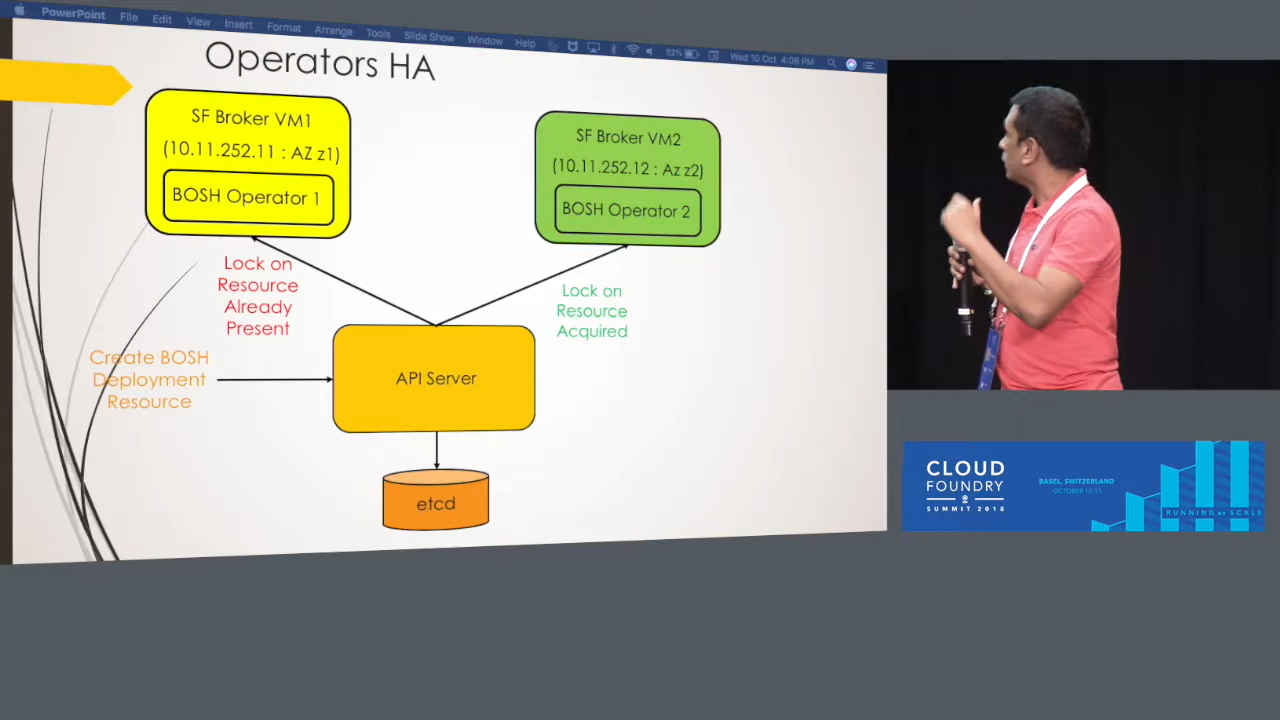 PowerPoint File Edit View Insert Format Arrange Tools Slide Show Window Help 62% Wed 10 Oct 4:08 PM
Operators HA
SF Broker VM1
(10.11.252.11 : AZ z1)
BOSH Operator 1
SF Broker VM2
(10.11.252.12 : Az z2)
BOSH Operator 2
Lock on
Resource
Already
Present
Lock on
Resource
Acquired
Create BOSH
Deployment
Resource
API Server
etcd
CLOUD
FOUNDRY
SUMMIT 2018
BASEL, SWITZERLAND
OCTOBER 10-11
RUNNING AT SCALE